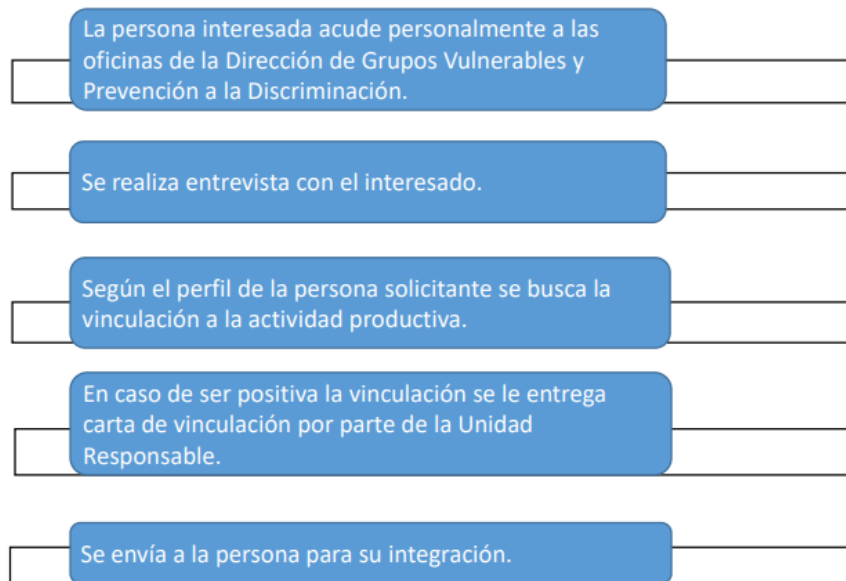 La persona interesada acude personalmente a las
oficinas de la Dirección de Grupos Vulnerables y
Prevención a la Discriminación.
Se realiza entrevista con el interesado.
Según el perfil de la persona solicitante se busca la
vinculación a la actividad productiva.
En caso de ser positiva la vinculación se le entrega
carta de vinculación por parte de la Unidad
Responsable.
Se envía a la persona para su integración.